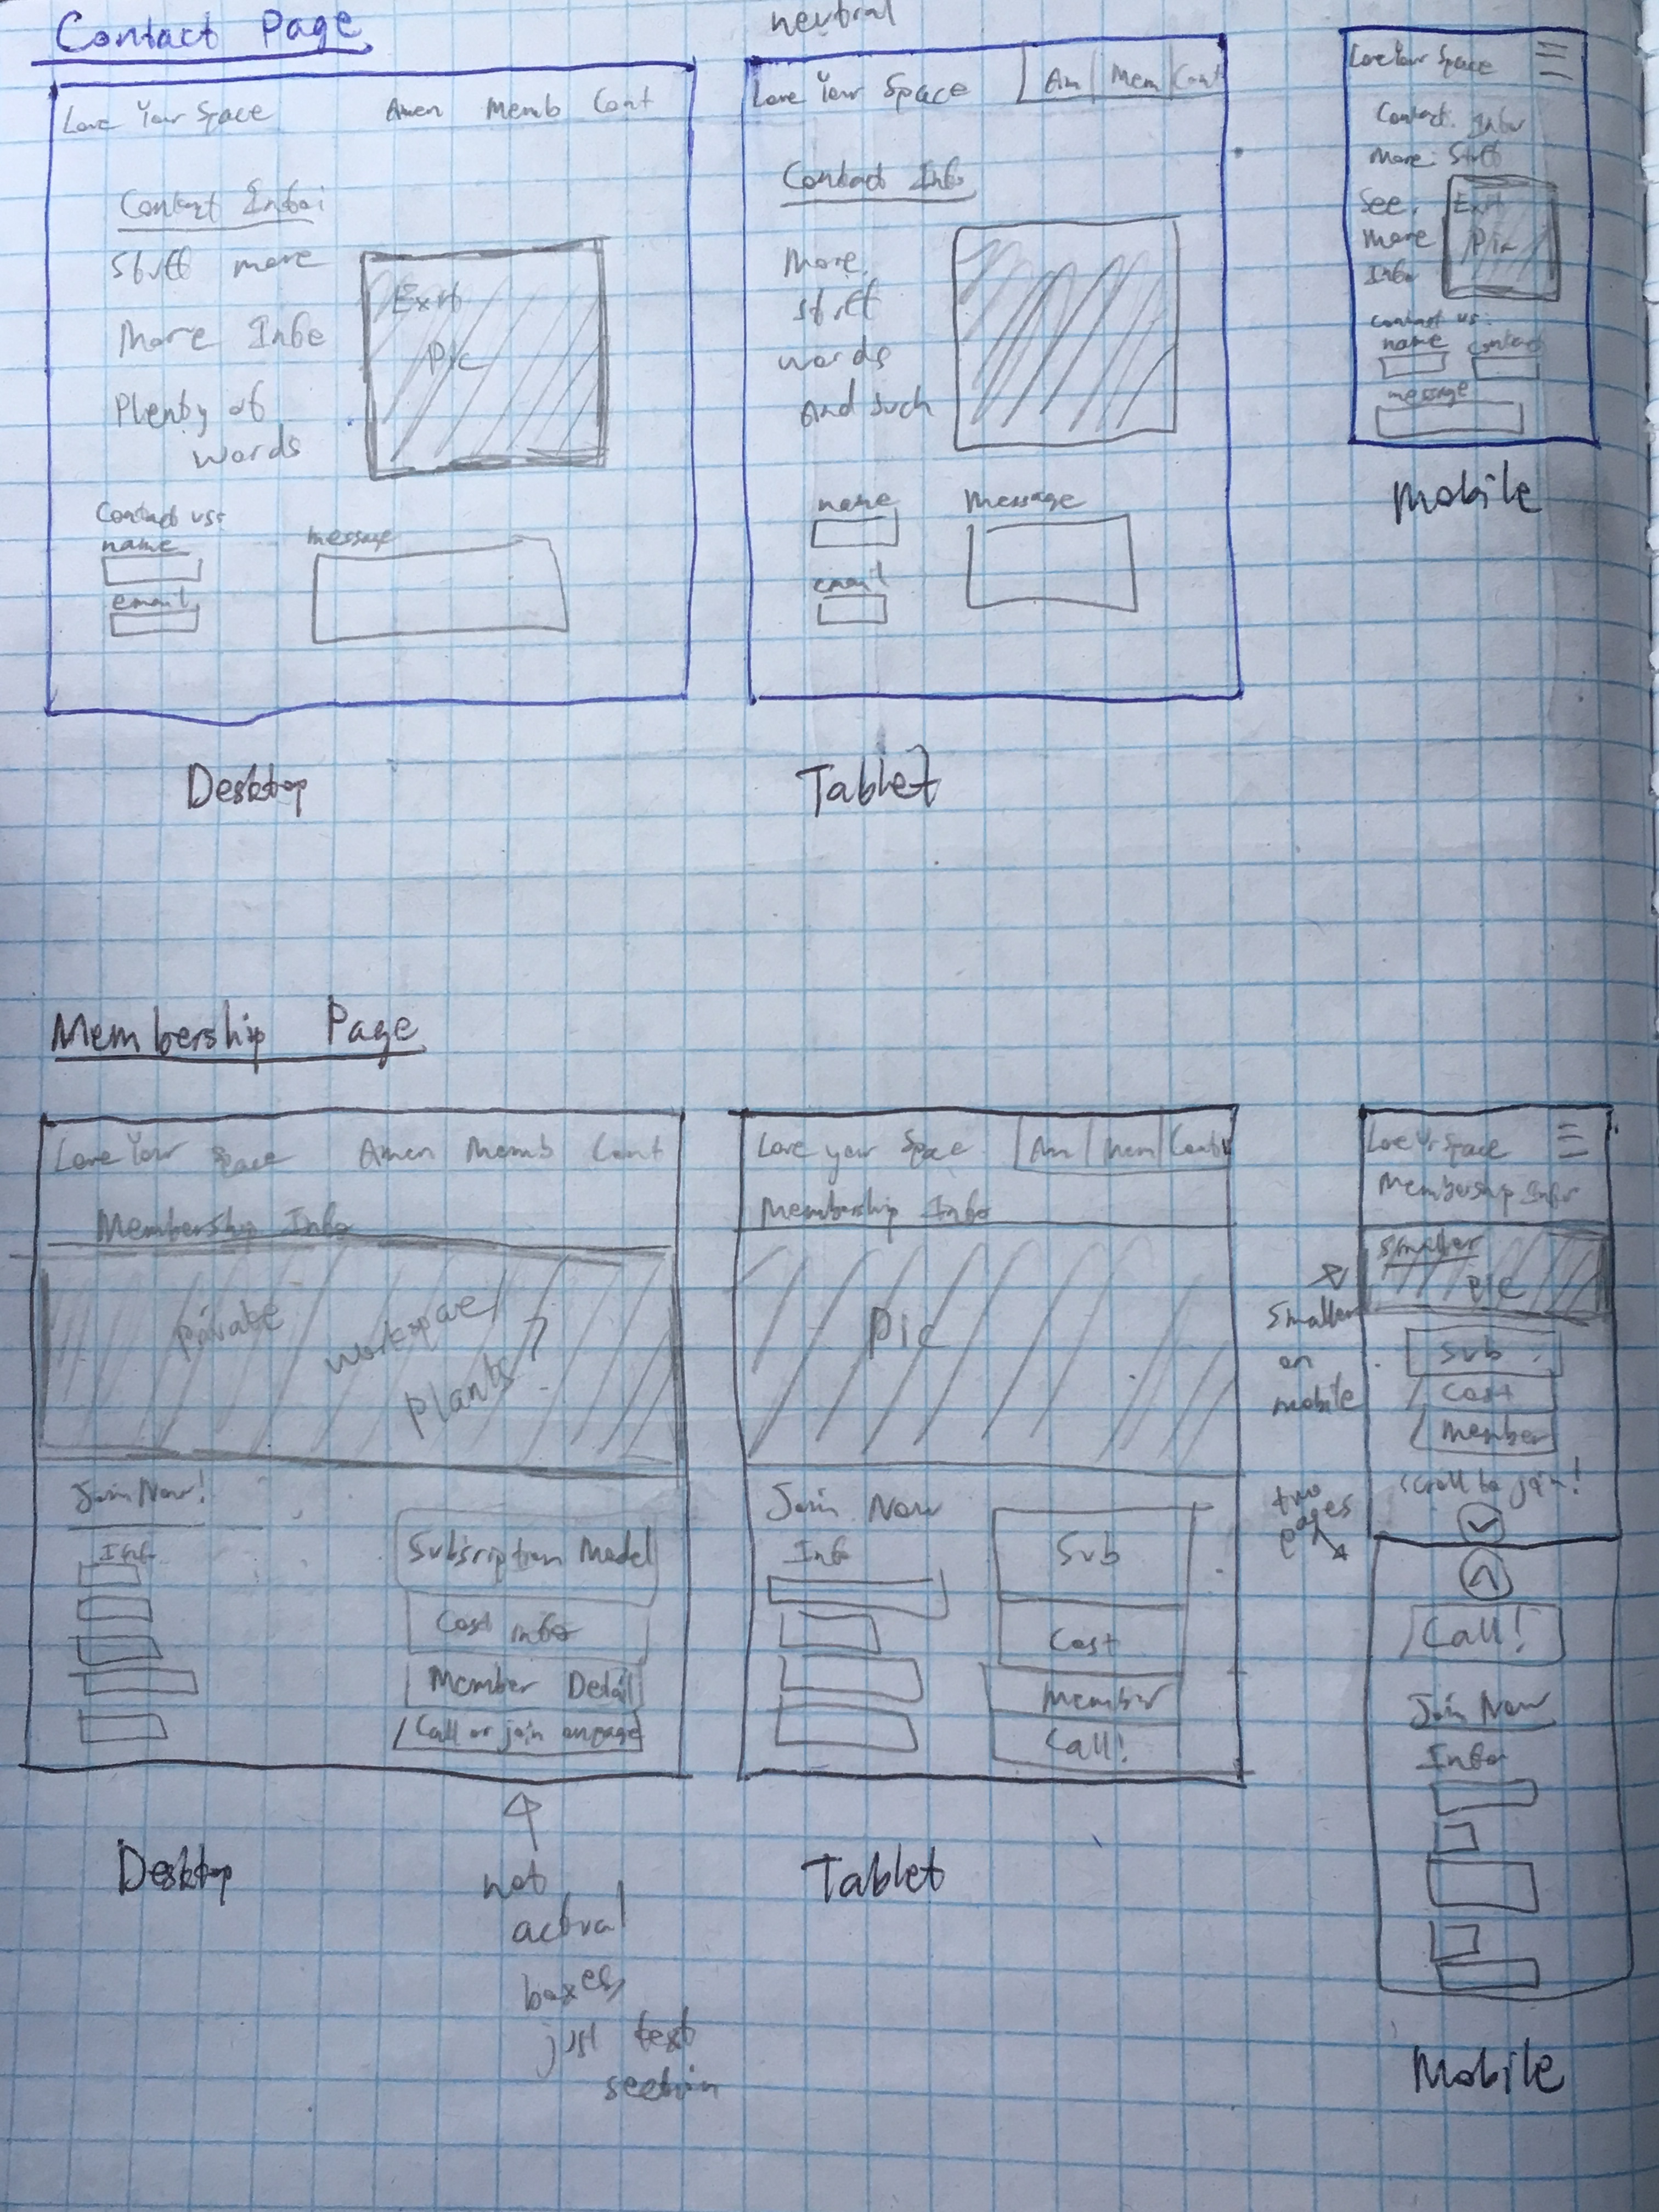 neutral
Contact Page
Love Your Space Amen Memb Cont
Contact Info:
Stuff more
More Info
Plenty of
words
Ext
Pic
Contact us:
name
email
message
Desktop
Love Your Space Am Mem Cont
Contact Info
More
stuff
words
And such
name
email
Message
Tablet
Love Your Space
Contact Info
More Stuff
See
More
Info
Ext
Pic
Contact us:
name contact
message
Mobile
Membership Page
Love Your Space Amen Memb Cont
Membership Info
Private
workspace/
plants?
Join Now!
Info
Subscription Model
Cost info
Member Detail
Call or join on page
Desktop
not
actual
boxes,
just text
section
Love your Space Am Mem Cont
Membership Info
Pic
Join Now
Info
Sub
Cost
Member
Call!
Tablet
smaller
on
mobile
two
pages
Love Yr Space
Membership Info
smaller
pic
Sub
Cost
Member
scroll to join!
Call!
Join Now
Info
Mobile